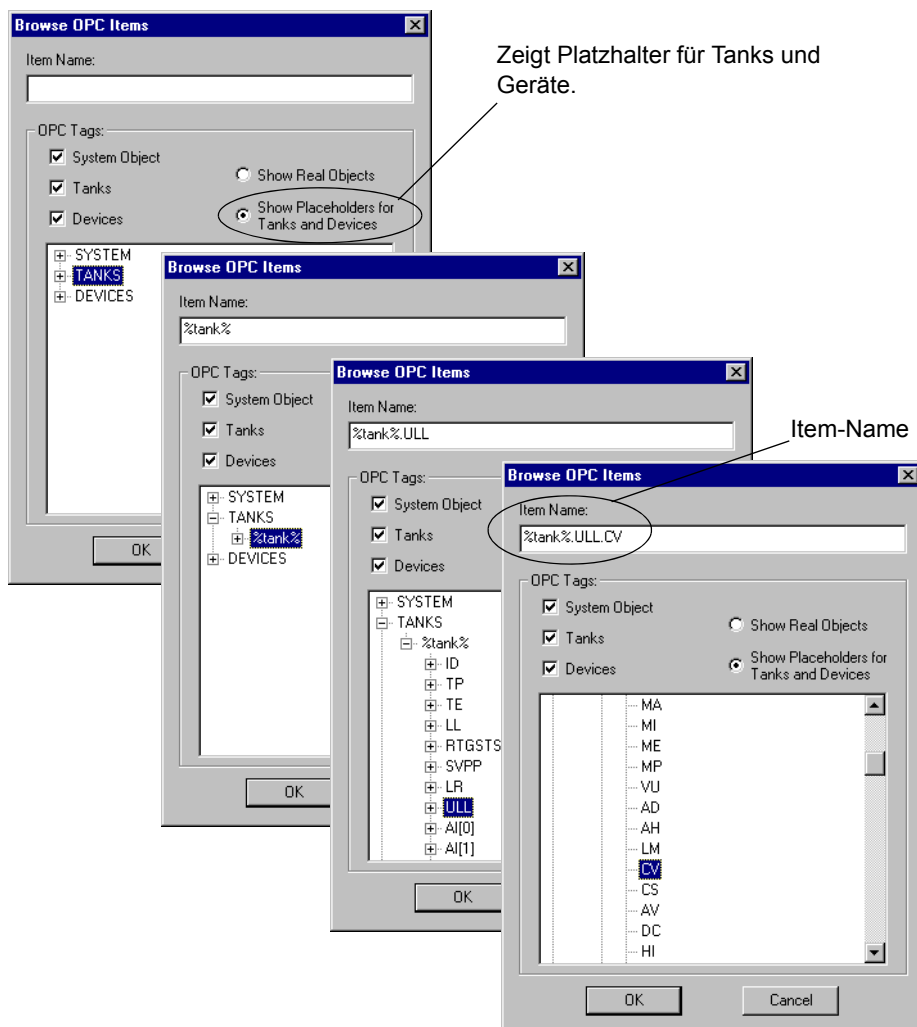 Browse OPC Items
Item Name:
OPC Tags:
System Object
Tanks
Devices
Show Real Objects
Show Placeholders for
Tanks and Devices
SYSTEM
TANKS
DEVICES
OK
Zeigt Platzhalter für Tanks und
Geräte.
Browse OPC Items
Item Name:
%tank%
OPC Tags:
System Object
Tanks
Devices
SYSTEM
TANKS
%tank%
DEVICES
OK
Browse OPC Items
Item Name:
%tank%.ULL
OPC Tags:
System Object
Tanks
Devices
SYSTEM
TANKS
%tank%
ID
TP
TE
LL
RTGSTS
SVPP
LR
ULL
AI[0]
AI[1]
OK
Item-Name
Browse OPC Items
Item Name:
%tank%.ULL.CV
OPC Tags:
System Object
Tanks
Devices
Show Real Objects
Show Placeholders for
Tanks and Devices
MA
MI
ME
MP
VU
AD
AH
LM
CV
CS
AV
DC
HI
OK
Cancel